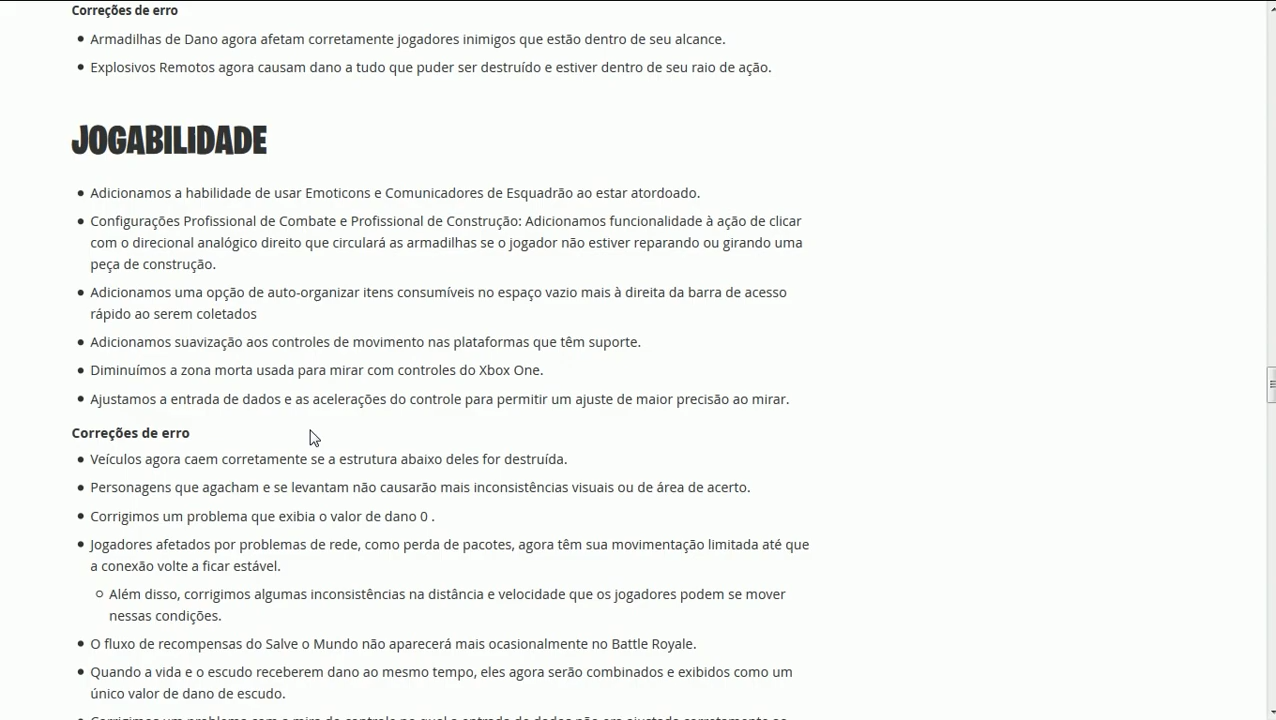 Correções de erro
Armadilhas de Dano agora afetam corretamente jogadores inimigos que estão dentro de seu alcance.
Explosivos Remotos agora causam dano a tudo que puder ser destruído e estiver dentro de seu raio de ação.
JOGABILIDADE
Adicionamos a habilidade de usar Emoticons e Comunicadores de Esquadrão ao estar atordoado.
Configurações Profissional de Combate e Profissional de Construção: Adicionamos funcionalidade à ação de clicar
com o direcional analógico direito que circulará as armadilhas se o jogador não estiver reparando ou girando uma
peça de construção.
Adicionamos uma opção de auto-organizar itens consumíveis no espaço vazio mais à direita da barra de acesso
rápido ao serem coletados
Adicionamos suavização aos controles de movimento nas plataformas que têm suporte.
Diminuímos a zona morta usada para mirar com controles do Xbox One.
Ajustamos a entrada de dados e as acelerações do controle para permitir um ajuste de maior precisão ao mirar.
Correções de erro
Veículos agora caem corretamente se a estrutura abaixo deles for destruída.
Personagens que agacham e se levantam não causarão mais inconsistências visuais ou de área de acerto.
Corrigimos um problema que exibia o valor de dano 0 .
Jogadores afetados por problemas de rede, como perda de pacotes, agora têm sua movimentação limitada até que
a conexão volte a ficar estável.
Além disso, corrigimos algumas inconsistências na distância e velocidade que os jogadores podem se mover
nessas condições.
O fluxo de recompensas do Salve o Mundo não aparecerá mais ocasionalmente no Battle Royale.
Quando a vida e o escudo receberem dano ao mesmo tempo, eles agora serão combinados e exibidos como um
único valor de dano de escudo.